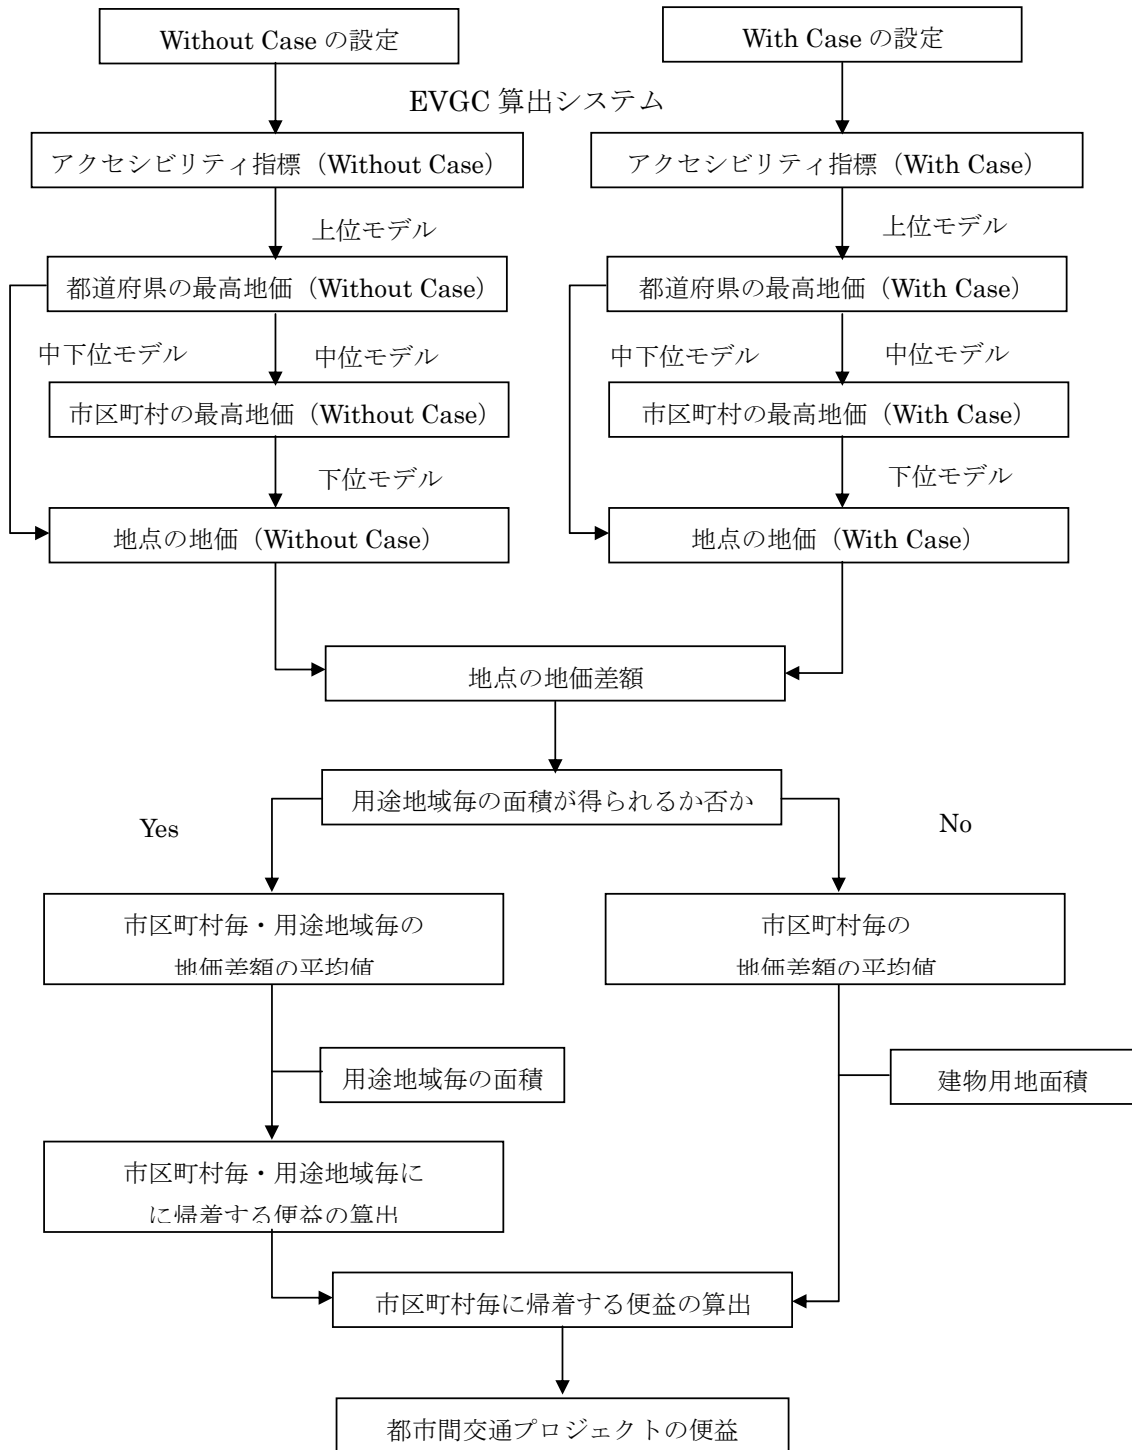 Without Case の設定
With Case の設定
EVGC 算出システム
アクセシビリティ指標（Without Case）
アクセシビリティ指標（With Case）
上位モデル
上位モデル
都道府県の最高地価（Without Case）
都道府県の最高地価（With Case）
中下位モデル
中位モデル
中下位モデル
中位モデル
市区町村の最高地価（Without Case）
市区町村の最高地価（With Case）
下位モデル
下位モデル
地点の地価（Without Case）
地点の地価（With Case）
地点の地価差額
用途地域毎の面積が得られるか否か
Yes
No
市区町村毎・用途地域毎の
地価差額の平均値
市区町村毎の
地価差額の平均値
用途地域毎の面積
建物用地面積
市区町村毎・用途地域毎に
に帰着する便益の算出
市区町村毎に帰着する便益の算出
都市間交通プロジェクトの便益